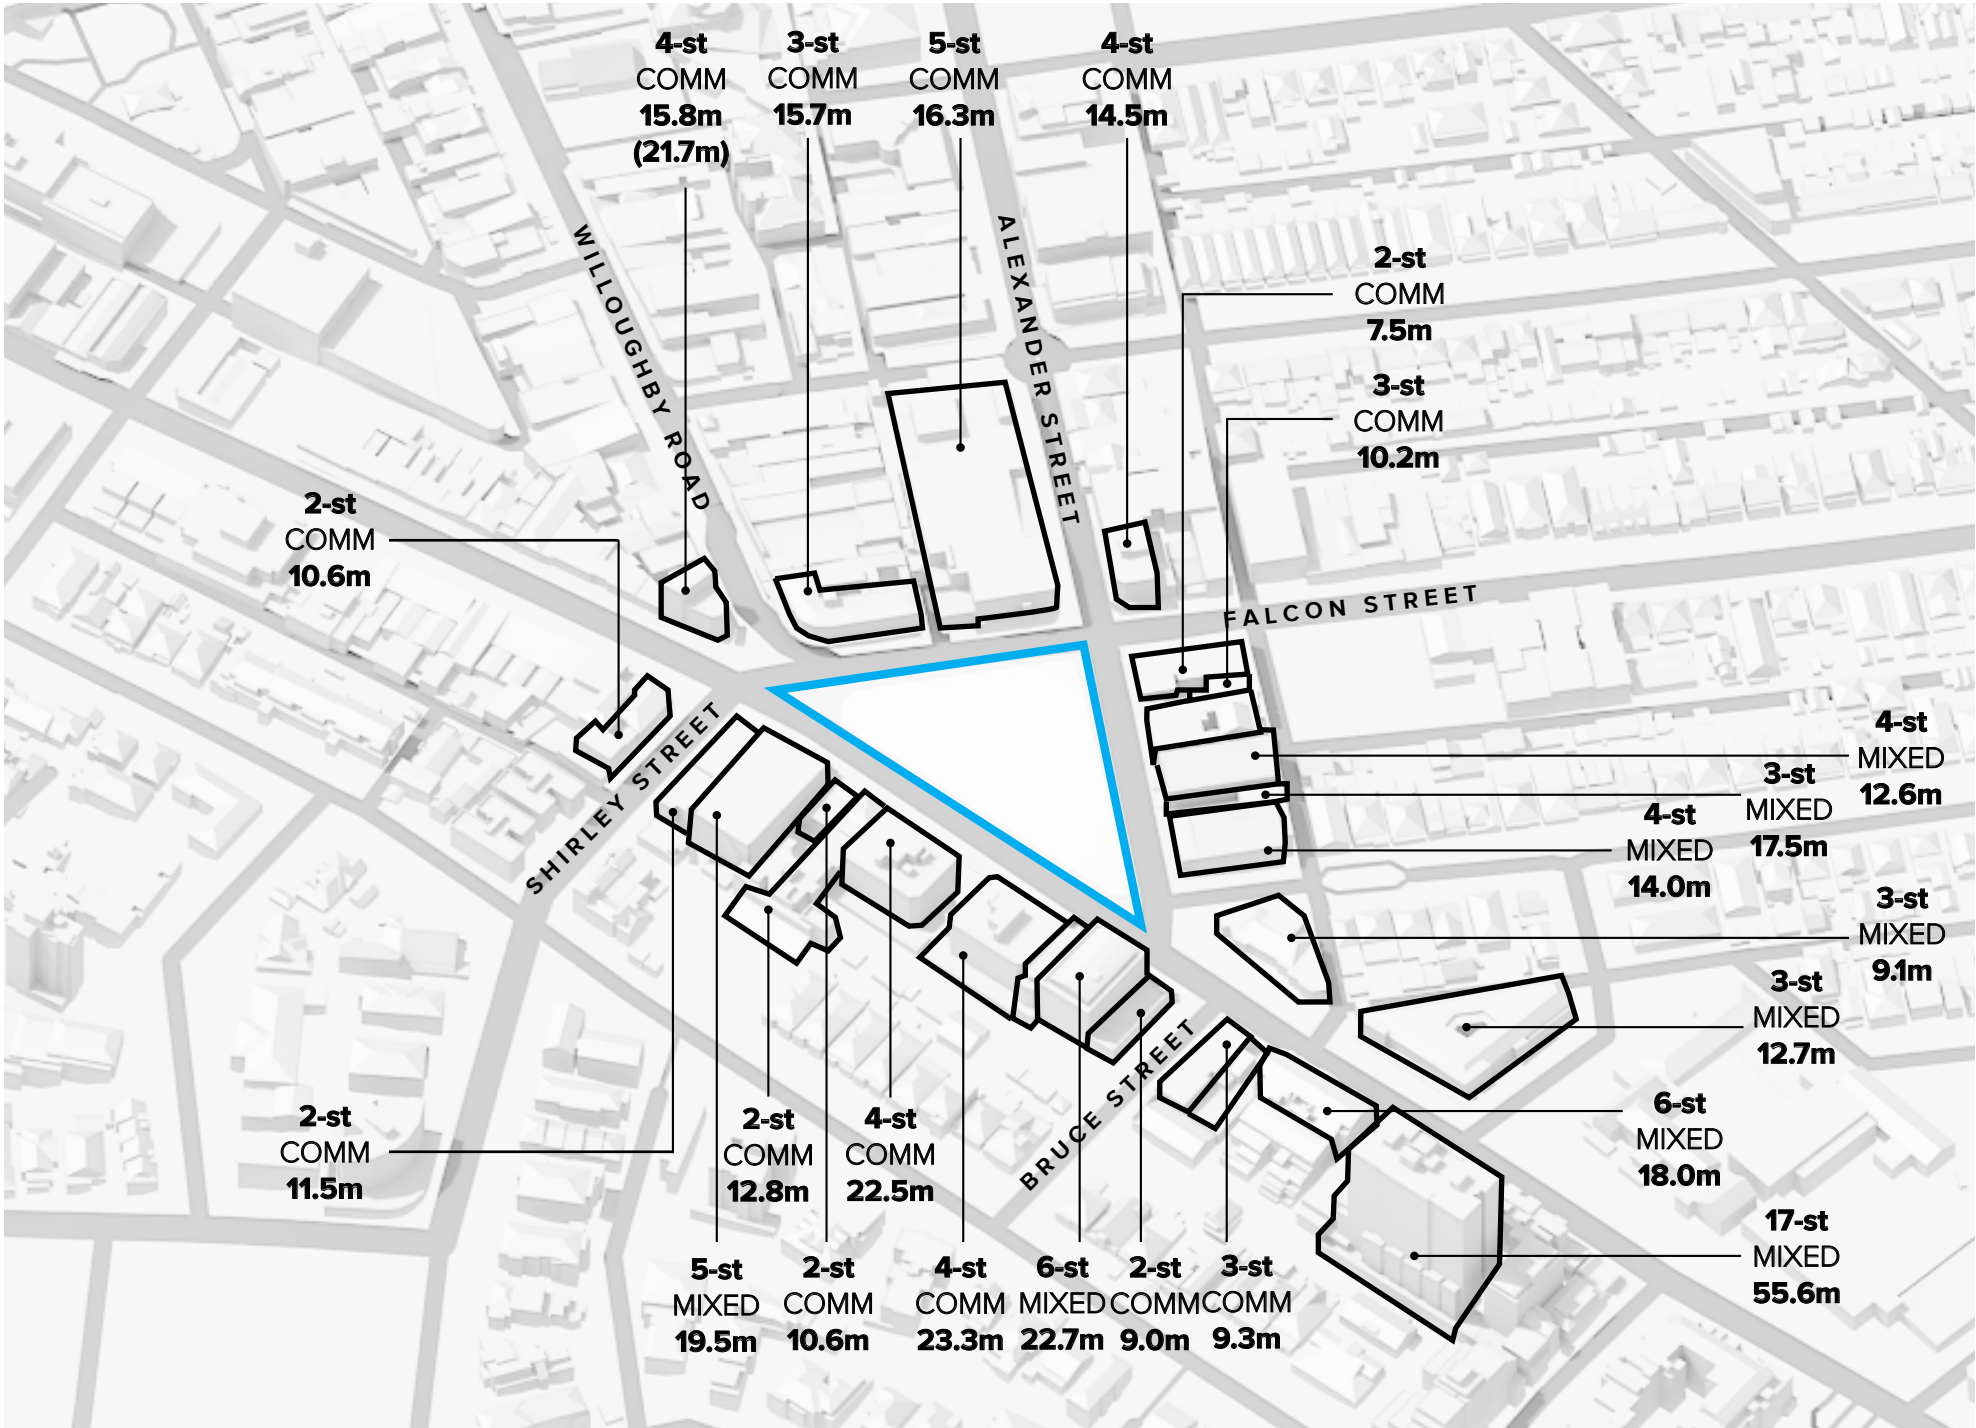 4-st
COMM
15.8m
(21.7m)
3-st
COMM
15.7m
5-st
COMM
16.3m
4-st
COMM
14.5m
WILLOUGHBY ROAD
ALEXANDER STREET
2-st
COMM
7.5m
3-st
COMM
10.2m
2-st
COMM
10.6m
FALCON STREET
SHIRLEY STREET
4-st
MIXED
12.6m
3-st
MIXED
17.5m
4-st
MIXED
14.0m
3-st
MIXED
9.1m
3-st
MIXED
12.7m
BRUCE STREET
6-st
MIXED
18.0m
17-st
MIXED
55.6m
2-st
COMM
11.5m
2-st
COMM
12.8m
4-st
COMM
22.5m
5-st
MIXED
19.5m
2-st
COMM
10.6m
4-st
COMM
23.3m
6-st
MIXED
22.7m
2-st
COMM
9.0m
3-st
COMM
9.3m